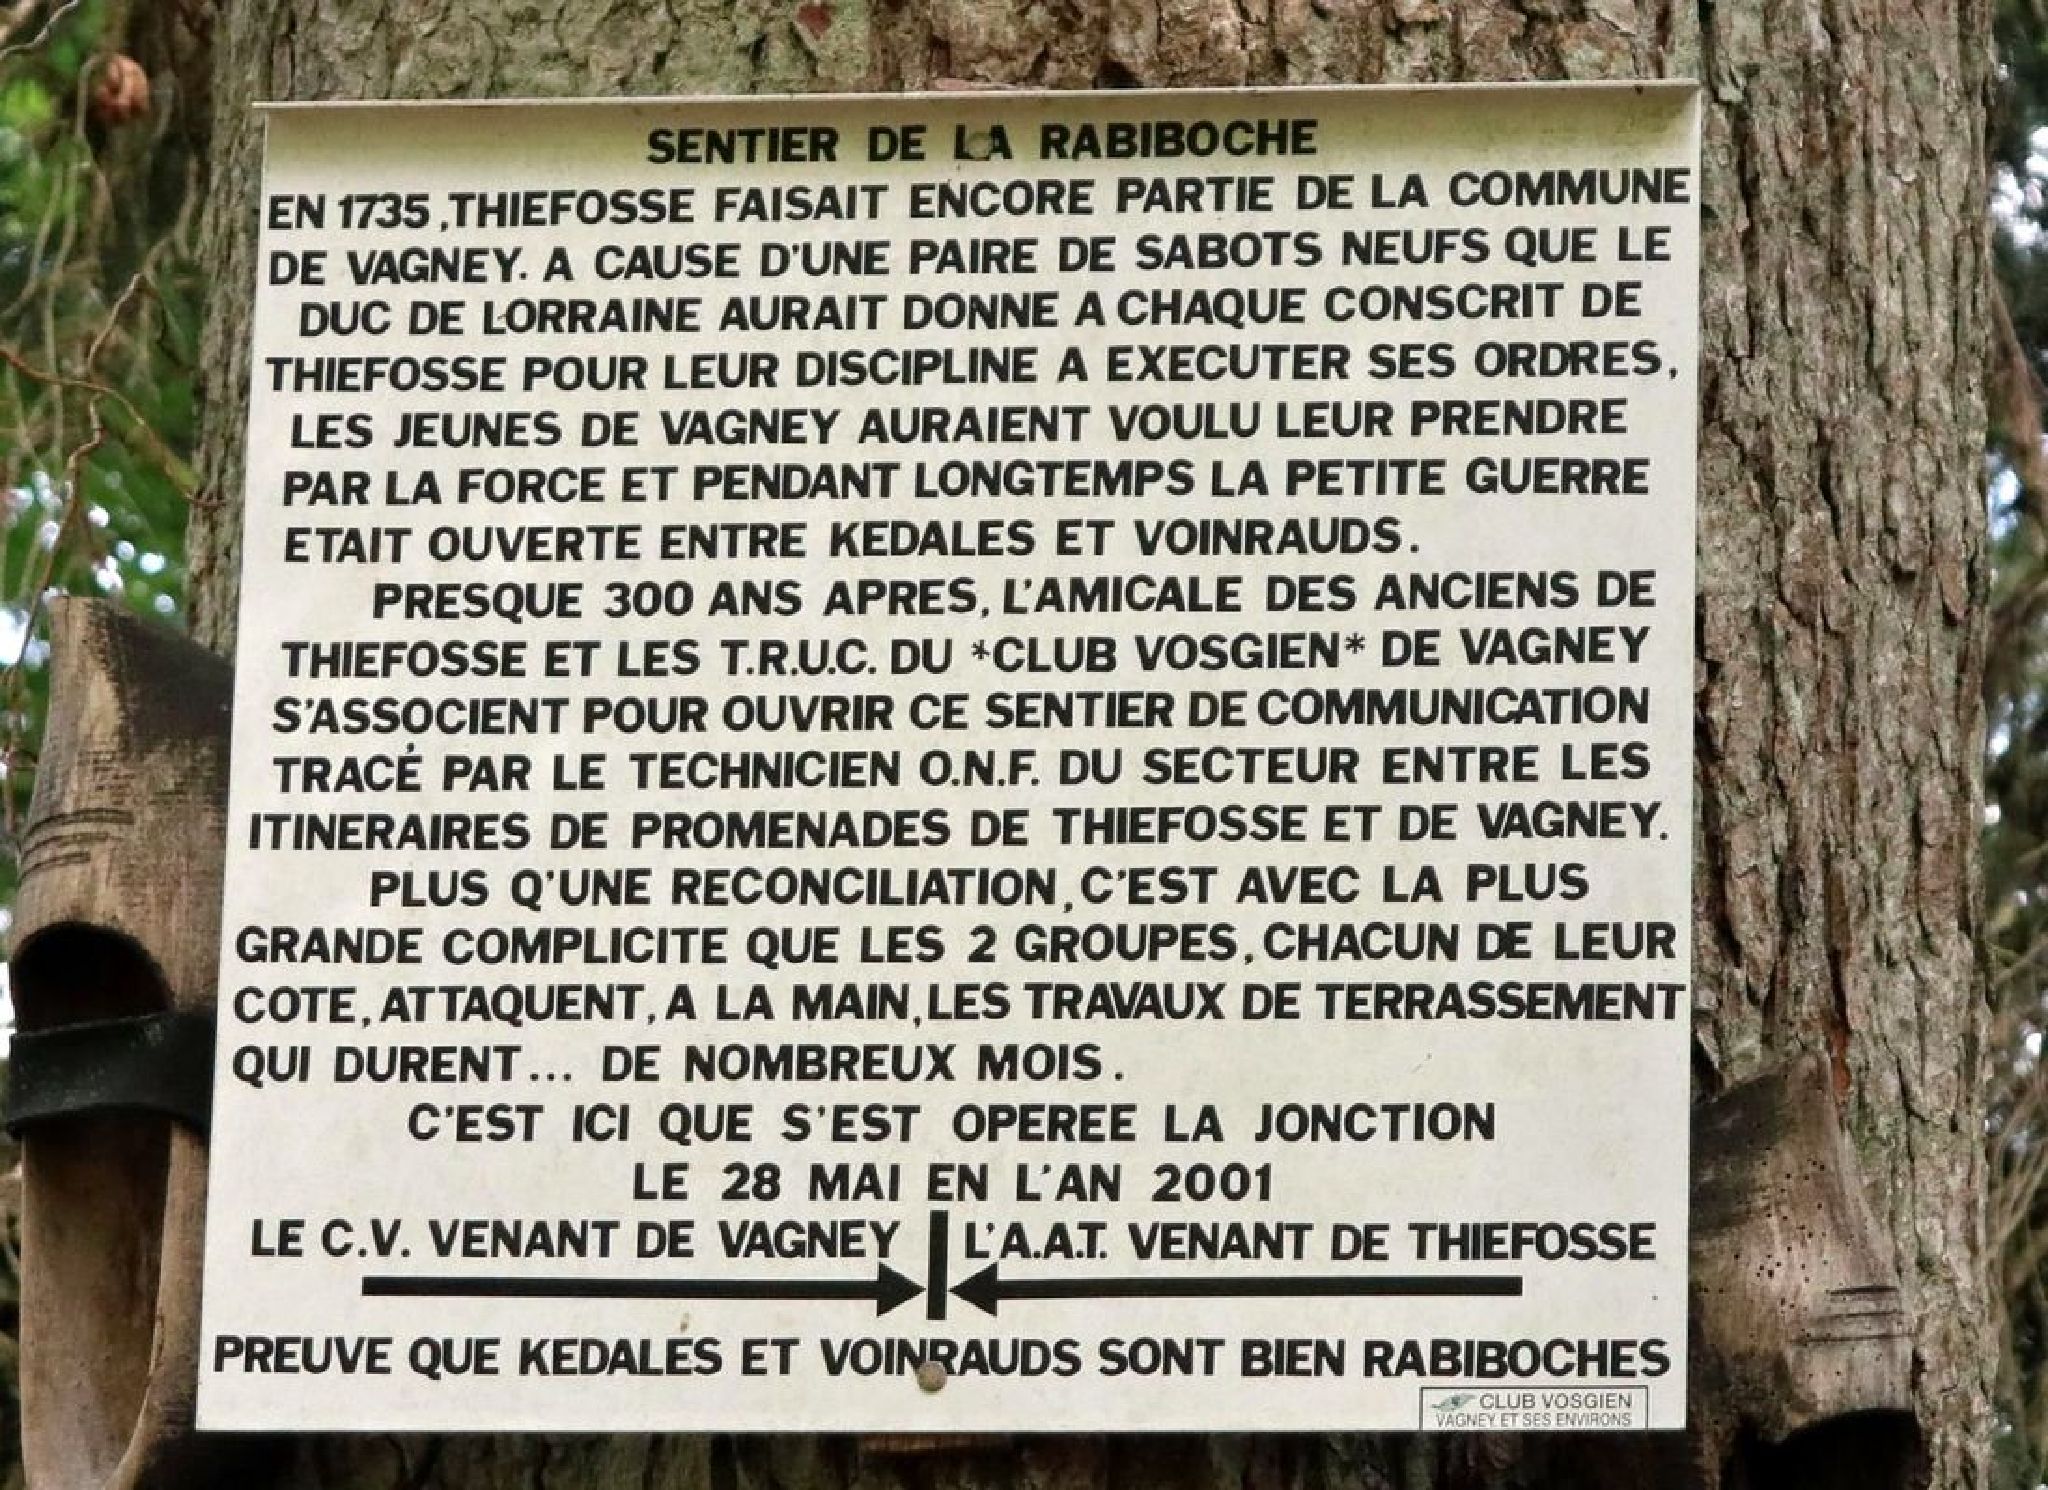 SENTIER DE LA RABIBOCHE
EN 1735, THIEFOSSE FAISAIT ENCORE PARTIE DE LA COMMUNE
DE VAGNEY. A CAUSE D'UNE PAIRE DE SABOTS NEUFS QUE LE
DUC DE LORRAINE AURAIT DONNE A CHAQUE CONSCRIT DE
THIEFOSSE POUR LEUR DISCIPLINE A EXECUTER SES ORDRES,
LES JEUNES DE VAGNEY AURAIENT VOULU LEUR PRENDRE
PAR LA FORCE ET PENDANT LONGTEMPS LA PETITE GUERRE
ETAIT OUVERTE ENTRE KEDALES ET VOINRAUDS.
PRESQUE 300 ANS APRES, L'AMICALE DES ANCIENS DE
THIEFOSSE ET LES T.R.U.C. DU *CLUB VOSGIEN* DE VAGNEY
S'ASSOCIENT POUR OUVRIR CE SENTIER DE COMMUNICATION
TRACÉ PAR LE TECHNICIEN O.N.F. DU SECTEUR ENTRE LES
ITINERAIRES DE PROMENADES DE THIEFOSSE ET DE VAGNEY.
PLUS Q'UNE RECONCILIATION, C'EST AVEC LA PLUS
GRANDE COMPLICITE QUE LES 2 GROUPES, CHACUN DE LEUR
COTE, ATTAQUENT, A LA MAIN, LES TRAVAUX DE TERRASSEMENT
QUI DURENT... DE NOMBREUX MOIS.
C'EST ICI QUE S'EST OPEREE LA JONCTION
LE 28 MAI EN L'AN 2001
LE C.V. VENANT DE VAGNEY L'A.A.T. VENANT DE THIEFOSSE
PREUVE QUE KEDALES ET VOINRAUDS SONT BIEN RABIBOCHES
CLUB VOSGIEN
VAGNEY ET SES ENVIRONS